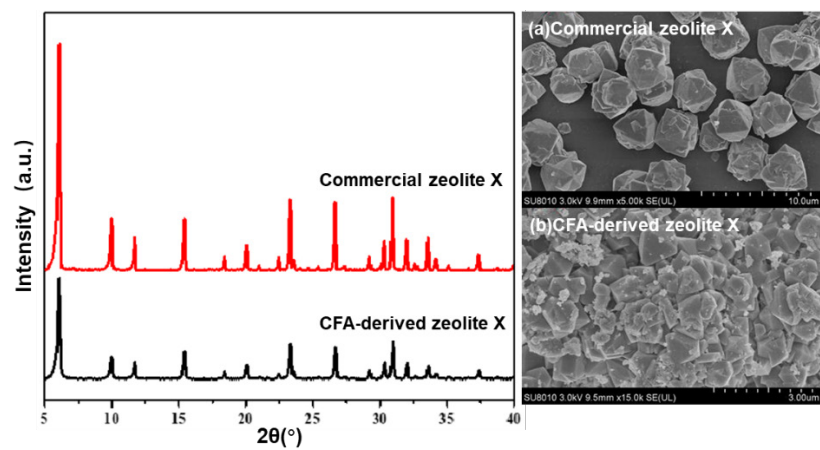 Intensity (a.u.)
Commercial zeolite X
CFA-derived zeolite X
5 10 15 20 25 30 35 40
2θ(°)
(a)Commercial zeolite X
SU8010 3.0kV 9.9mm x5.00k SE(UL) 10.0um
(b)CFA-derived zeolite X
SU8010 3.0kV 9.5mm x15.0k SE(UL) 3.00um